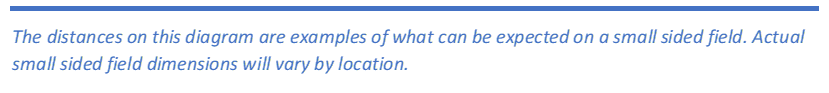 The distances on this diagram are examples of what can be expected on a small sided field. Actual
small sided field dimensions will vary by location.